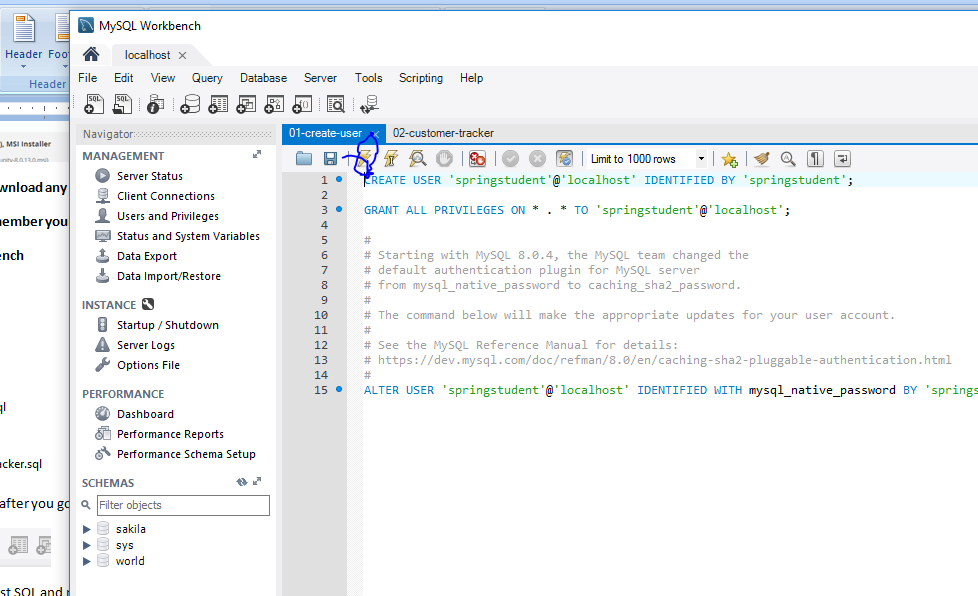 MySQL Workbench
Header
Header
localhost
File Edit View Query Database Server Tools Scripting Help
, MSI Installer
wnload any
member you
ench
ql
cker.sql
after you go
st SQL and
Navigator
MANAGEMENT
Server Status
Client Connections
Users and Privileges
Status and System Variables
Data Export
Data Import/Restore
INSTANCE
Startup / Shutdown
Server Logs
Options File
PERFORMANCE
Dashboard
Performance Reports
Performance Schema Setup
SCHEMAS
Filter objects
sakila
sys
world
01-create-user 02-customer-tracker
Limit to 1000 rows
1 CREATE USER 'springstudent'@'localhost' IDENTIFIED BY 'springstudent';
2
3 GRANT ALL PRIVILEGES ON * . * TO 'springstudent'@'localhost';
4
5 #
6 # Starting with MySQL 8.0.4, the MySQL team changed the
7 # default authentication plugin for MySQL server
8 # from mysql_native_password to caching_sha2_password.
9 #
10 # The command below will make the appropriate updates for your user account.
11 #
12 # See the MySQL Reference Manual for details:
13 # https://dev.mysql.com/doc/refman/8.0/en/caching-sha2-pluggable-authentication.html
14 #
15 ALTER USER 'springstudent'@'localhost' IDENTIFIED WITH mysql_native_password BY 'springs